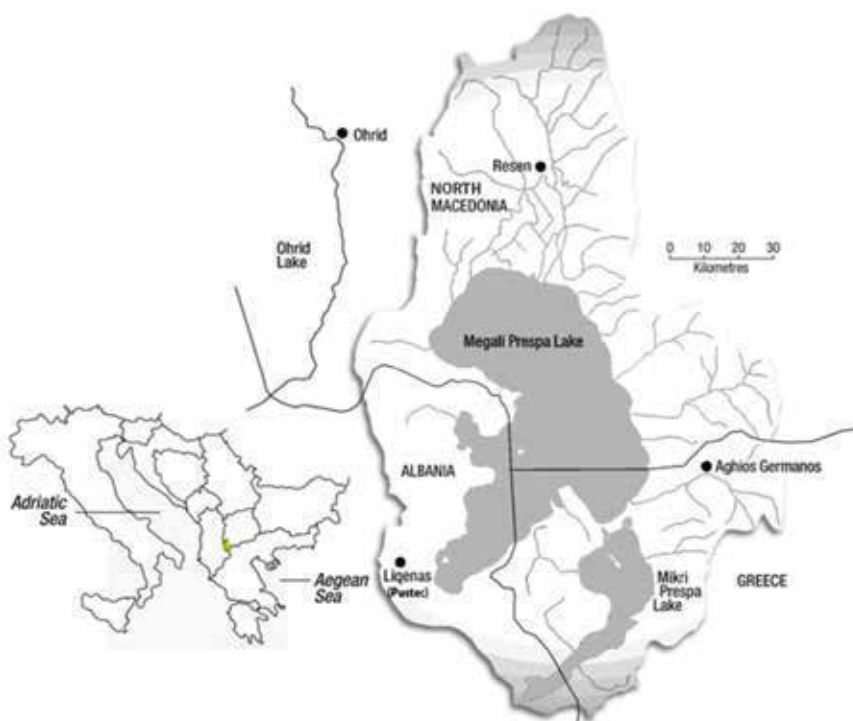 Ohrid
Resen
NORTH
MACEDONIA
Ohrid
Lake
0 10 20 30
Kilometres
Megali Prespa Lake
ALBANIA
Aghios Germanos
Adriatic
Sea
Aegean
Sea
Liqenas
(Pustec)
Mikri
Prespa
Lake
GREECE